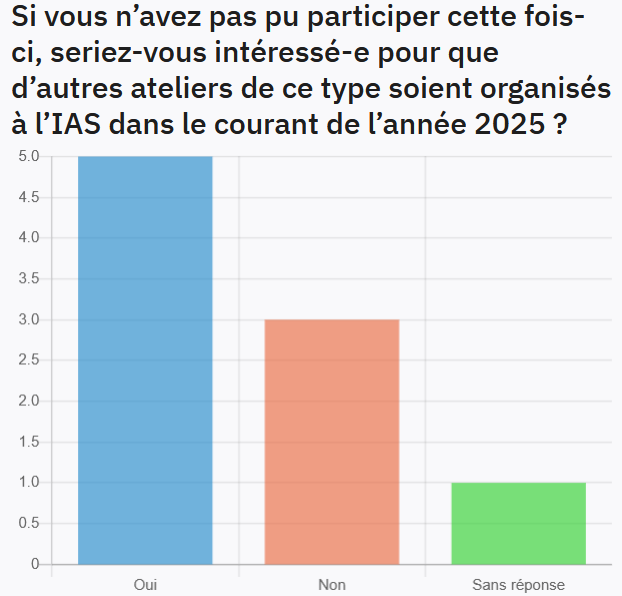 Si vous n’avez pas pu participer cette fois-
ci, seriez-vous intéressé-e pour que
d’autres ateliers de ce type soient organisés
à l’IAS dans le courant de l’année 2025 ?
5.0
4.5
4.0
3.5
3.0
2.5
2.0
1.5
1.0
0.5
0
Oui Non Sans réponse